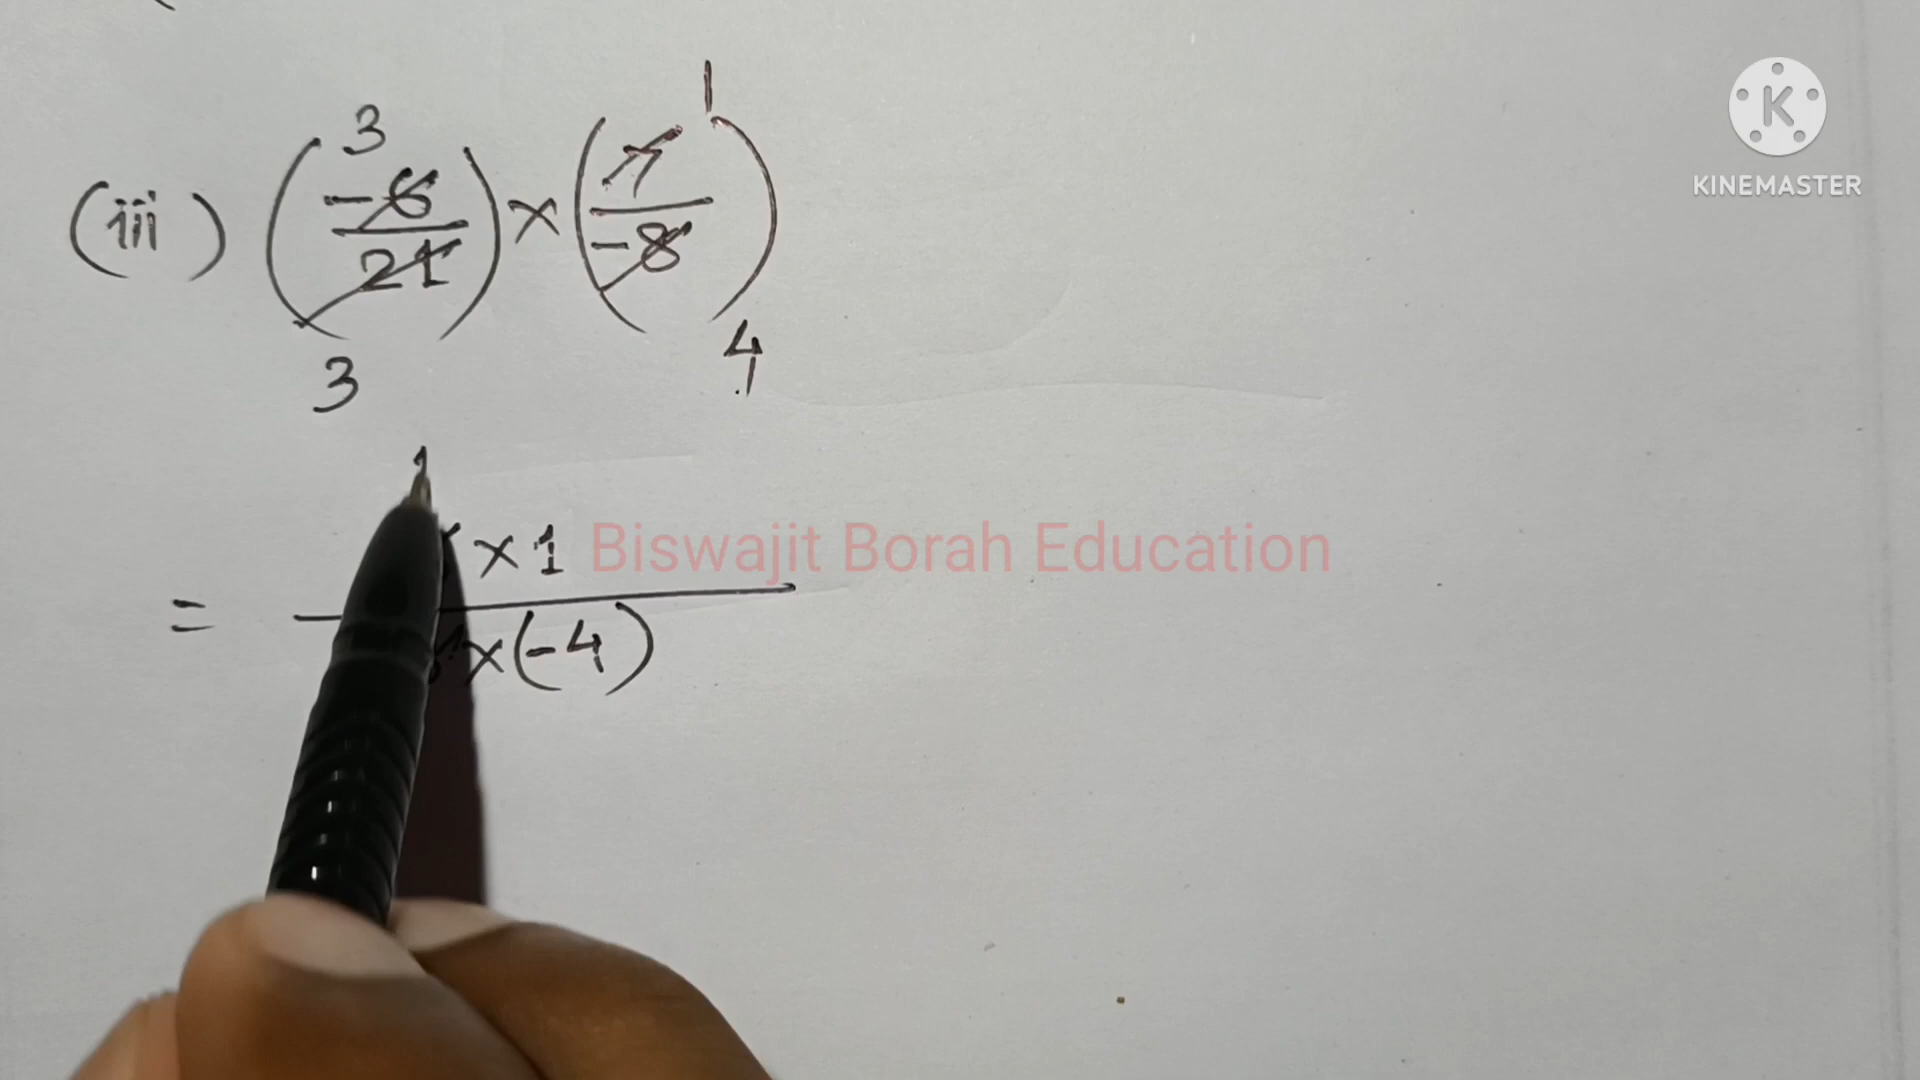 3 1
(iii) (-6/21) × (7/-8)
3 4
1
= × 1 / × (-4)
Biswajit Borah Education
K
KINEMASTER